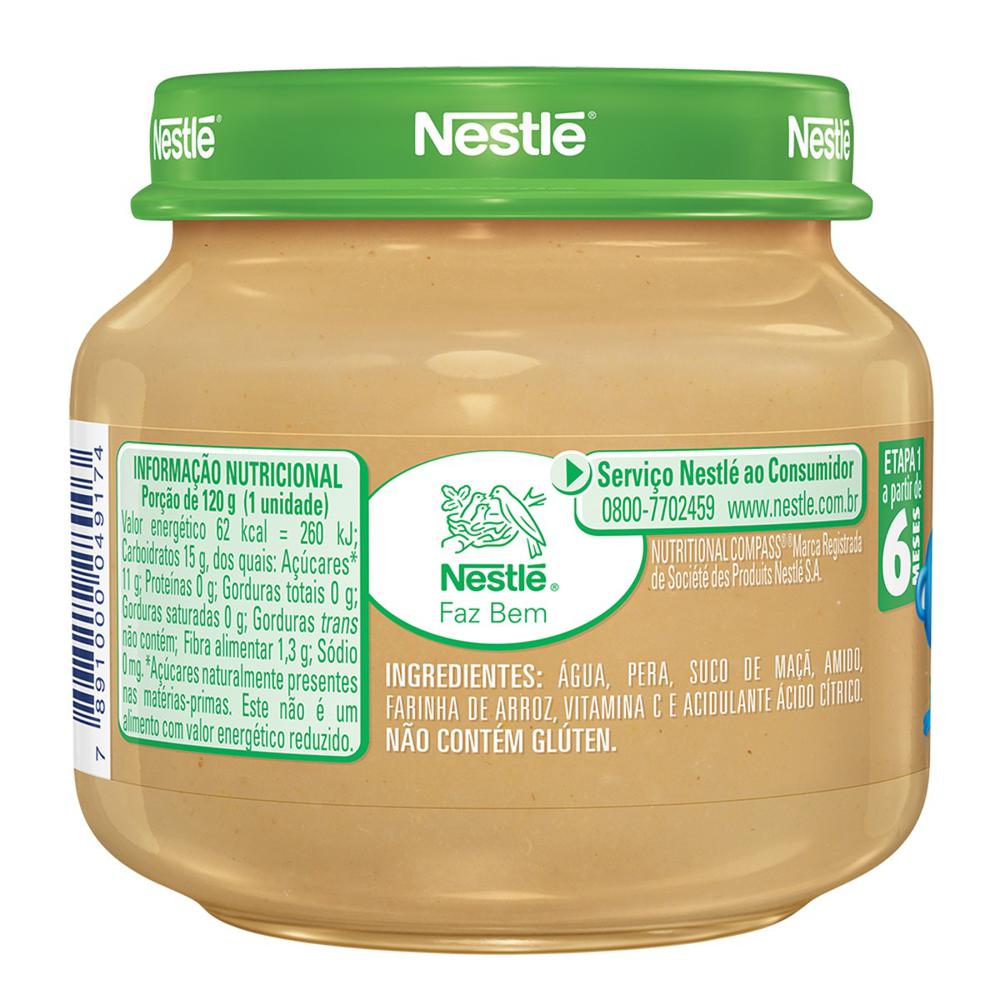 Nestlé® Nestlé® Nestlé
INFORMAÇÃO NUTRICIONAL
Porção de 120 g (1 unidade)
Valor energético 62 kcal = 260 kJ;
Carboidratos 15 g, dos quais: Açúcares*
11 g; Proteínas 0 g; Gorduras totais 0 g;
Gorduras saturadas 0 g; Gorduras trans
não contém; Fibra alimentar 1,3 g; Sódio
0 mg. *Açúcares naturalmente presentes
nas matérias-primas. Este não é um
alimento com valor energético reduzido.
7 891000 049174
Nestlé®
Faz Bem
Serviço Nestlé ao Consumidor
0800-7702459 www.nestle.com.br
NUTRITIONAL COMPASS® ®Marca Registrada
de Société des Produits Nestlé S.A.
ETAPA 1
a partir de
6 MESES
INGREDIENTES: ÁGUA, PERA, SUCO DE MAÇÃ, AMIDO,
FARINHA DE ARROZ, VITAMINA C E ACIDULANTE ÁCIDO CÍTRICO.
NÃO CONTÉM GLÚTEN.